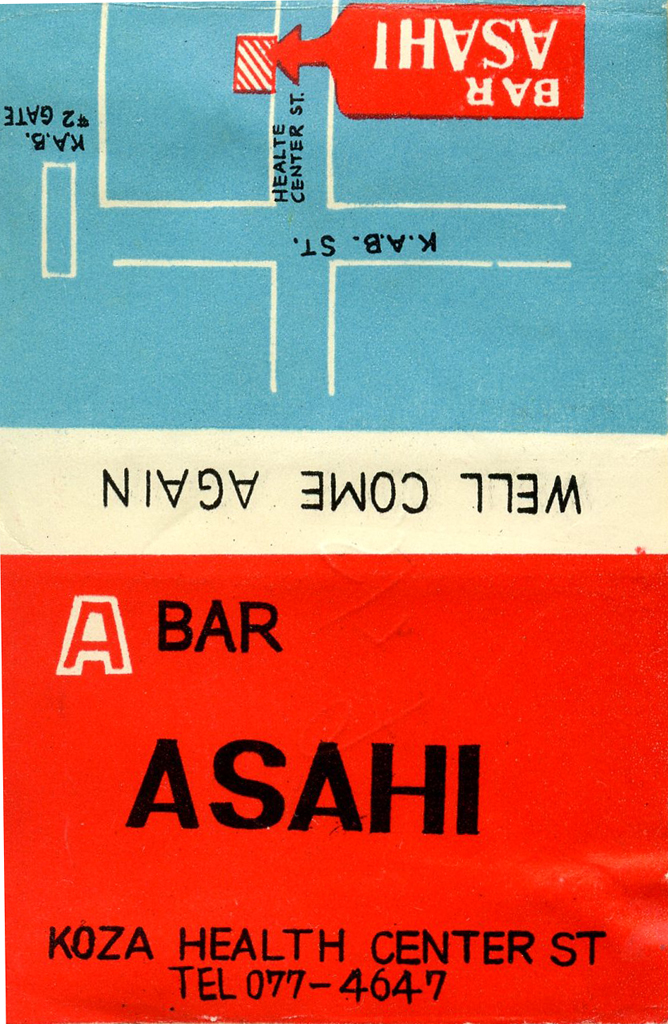 BAR
ASAHI
HEALTE
CENTER ST.
K.A.B.
#2 GATE
K.A.B. ST.
WELL COME AGAIN
A BAR
ASAHI
KOZA HEALTH CENTER ST
TEL 077-4647